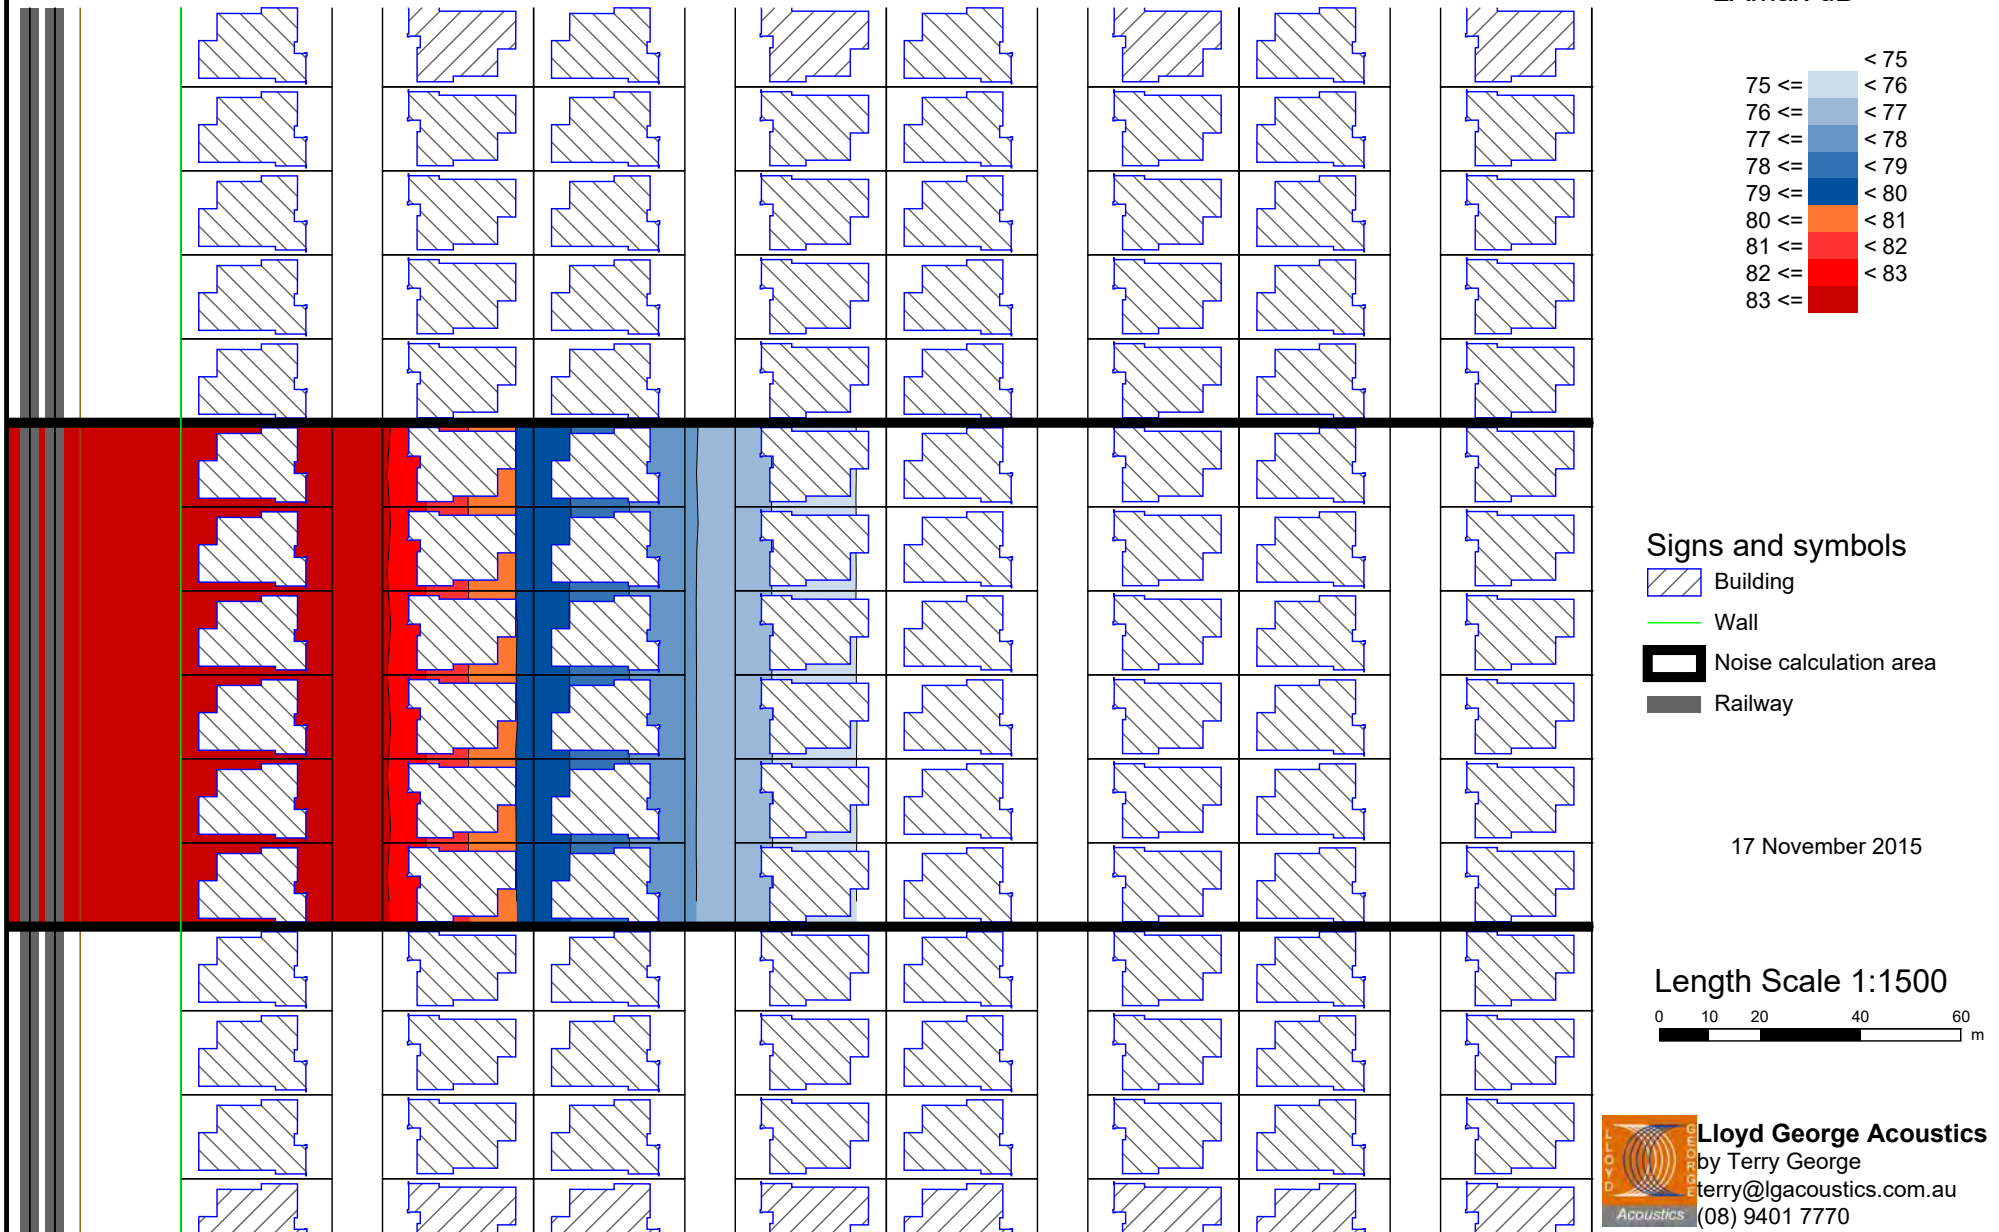 < 75
75 <= < 76
76 <= < 77
77 <= < 78
78 <= < 79
79 <= < 80
80 <= < 81
81 <= < 82
82 <= < 83
83 <=
Signs and symbols
Building
Wall
Noise calculation area
Railway
17 November 2015
Length Scale 1:1500
0 10 20 40 60
m
LLOYD GEORGE
Acoustics
Lloyd George Acoustics
by Terry George
terry@lgacoustics.com.au
(08) 9401 7770